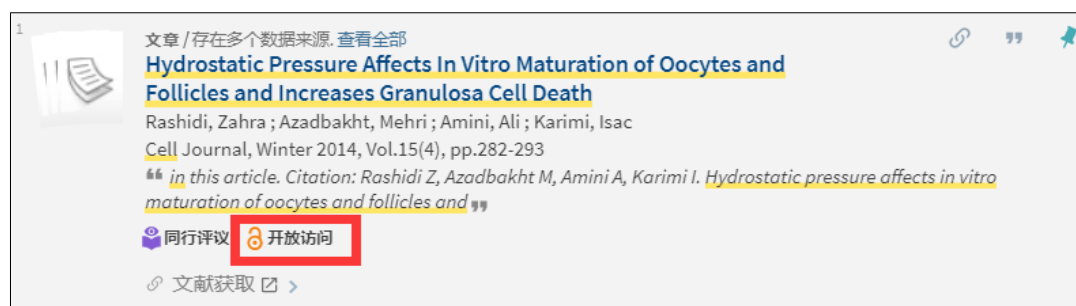 1
文章 / 存在多个数据来源. 查看全部
Hydrostatic Pressure Affects In Vitro Maturation of Oocytes and
Follicles and Increases Granulosa Cell Death
Rashidi, Zahra ; Azadbakht, Mehri ; Amini, Ali ; Karimi, Isac
Cell Journal, Winter 2014, Vol.15(4), pp.282-293
❝ in this article. Citation: Rashidi Z, Azadbakht M, Amini A, Karimi I. Hydrostatic pressure affects in vitro
maturation of oocytes and follicles and ❞
同行评议 开放访问
文献获取 >